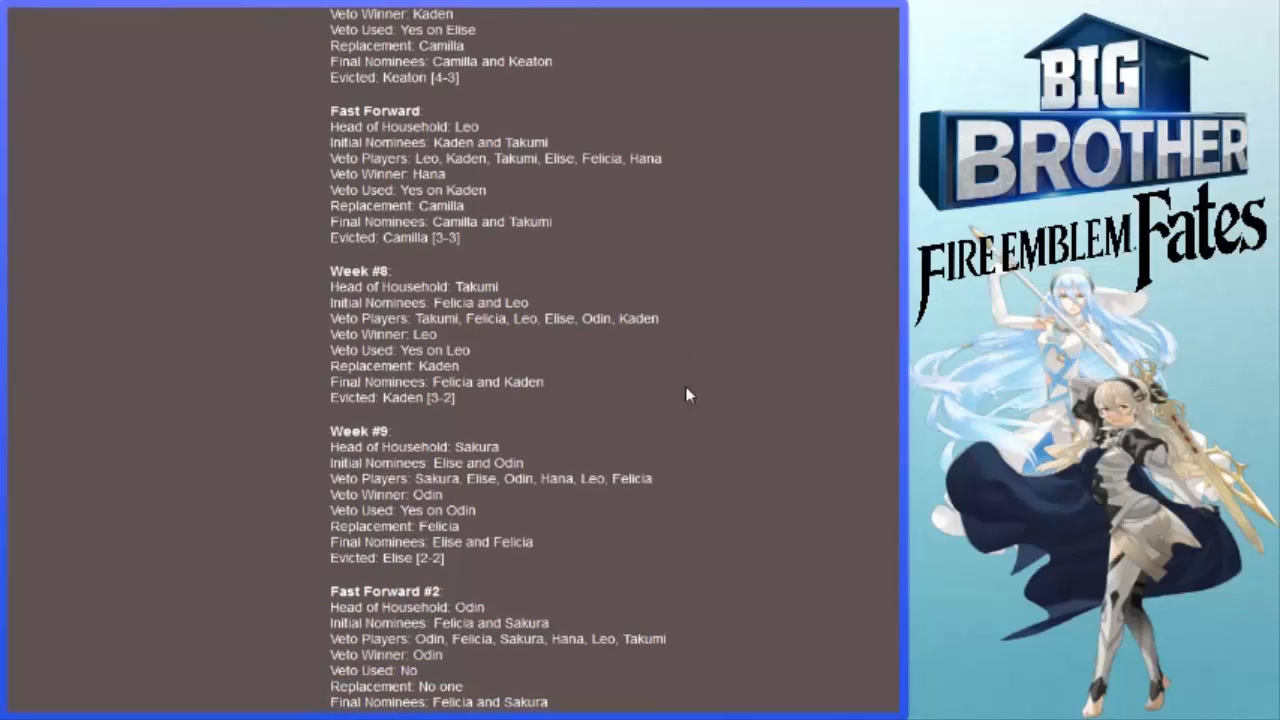 Veto Winner: Kaden
Veto Used: Yes on Elise
Replacement: Camilla
Final Nominees: Camilla and Keaton
Evicted: Keaton [4-3]
Fast Forward:
Head of Household: Leo
Initial Nominees: Kaden and Takumi
Veto Players: Leo, Kaden, Takumi, Elise, Felicia, Hana
Veto Winner: Hana
Veto Used: Yes on Kaden
Replacement: Camilla
Final Nominees: Camilla and Takumi
Evicted: Camilla [3-3]
Week #8:
Head of Household: Takumi
Initial Nominees: Felicia and Leo
Veto Players: Takumi, Felicia, Leo, Elise, Odin, Kaden
Veto Winner: Leo
Veto Used: Yes on Leo
Replacement: Kaden
Final Nominees: Felicia and Kaden
Evicted: Kaden [3-2]
Week #9:
Head of Household: Sakura
Initial Nominees: Elise and Odin
Veto Players: Sakura, Elise, Odin, Hana, Leo, Felicia
Veto Winner: Odin
Veto Used: Yes on Odin
Replacement: Felicia
Final Nominees: Elise and Felicia
Evicted: Elise [2-2]
Fast Forward #2:
Head of Household: Odin
Initial Nominees: Felicia and Sakura
Veto Players: Odin, Felicia, Sakura, Hana, Leo, Takumi
Veto Winner: Odin
Veto Used: No
Replacement: No one
Final Nominees: Felicia and Sakura
BIG
BROTHER
FIRE EMBLEM Fates